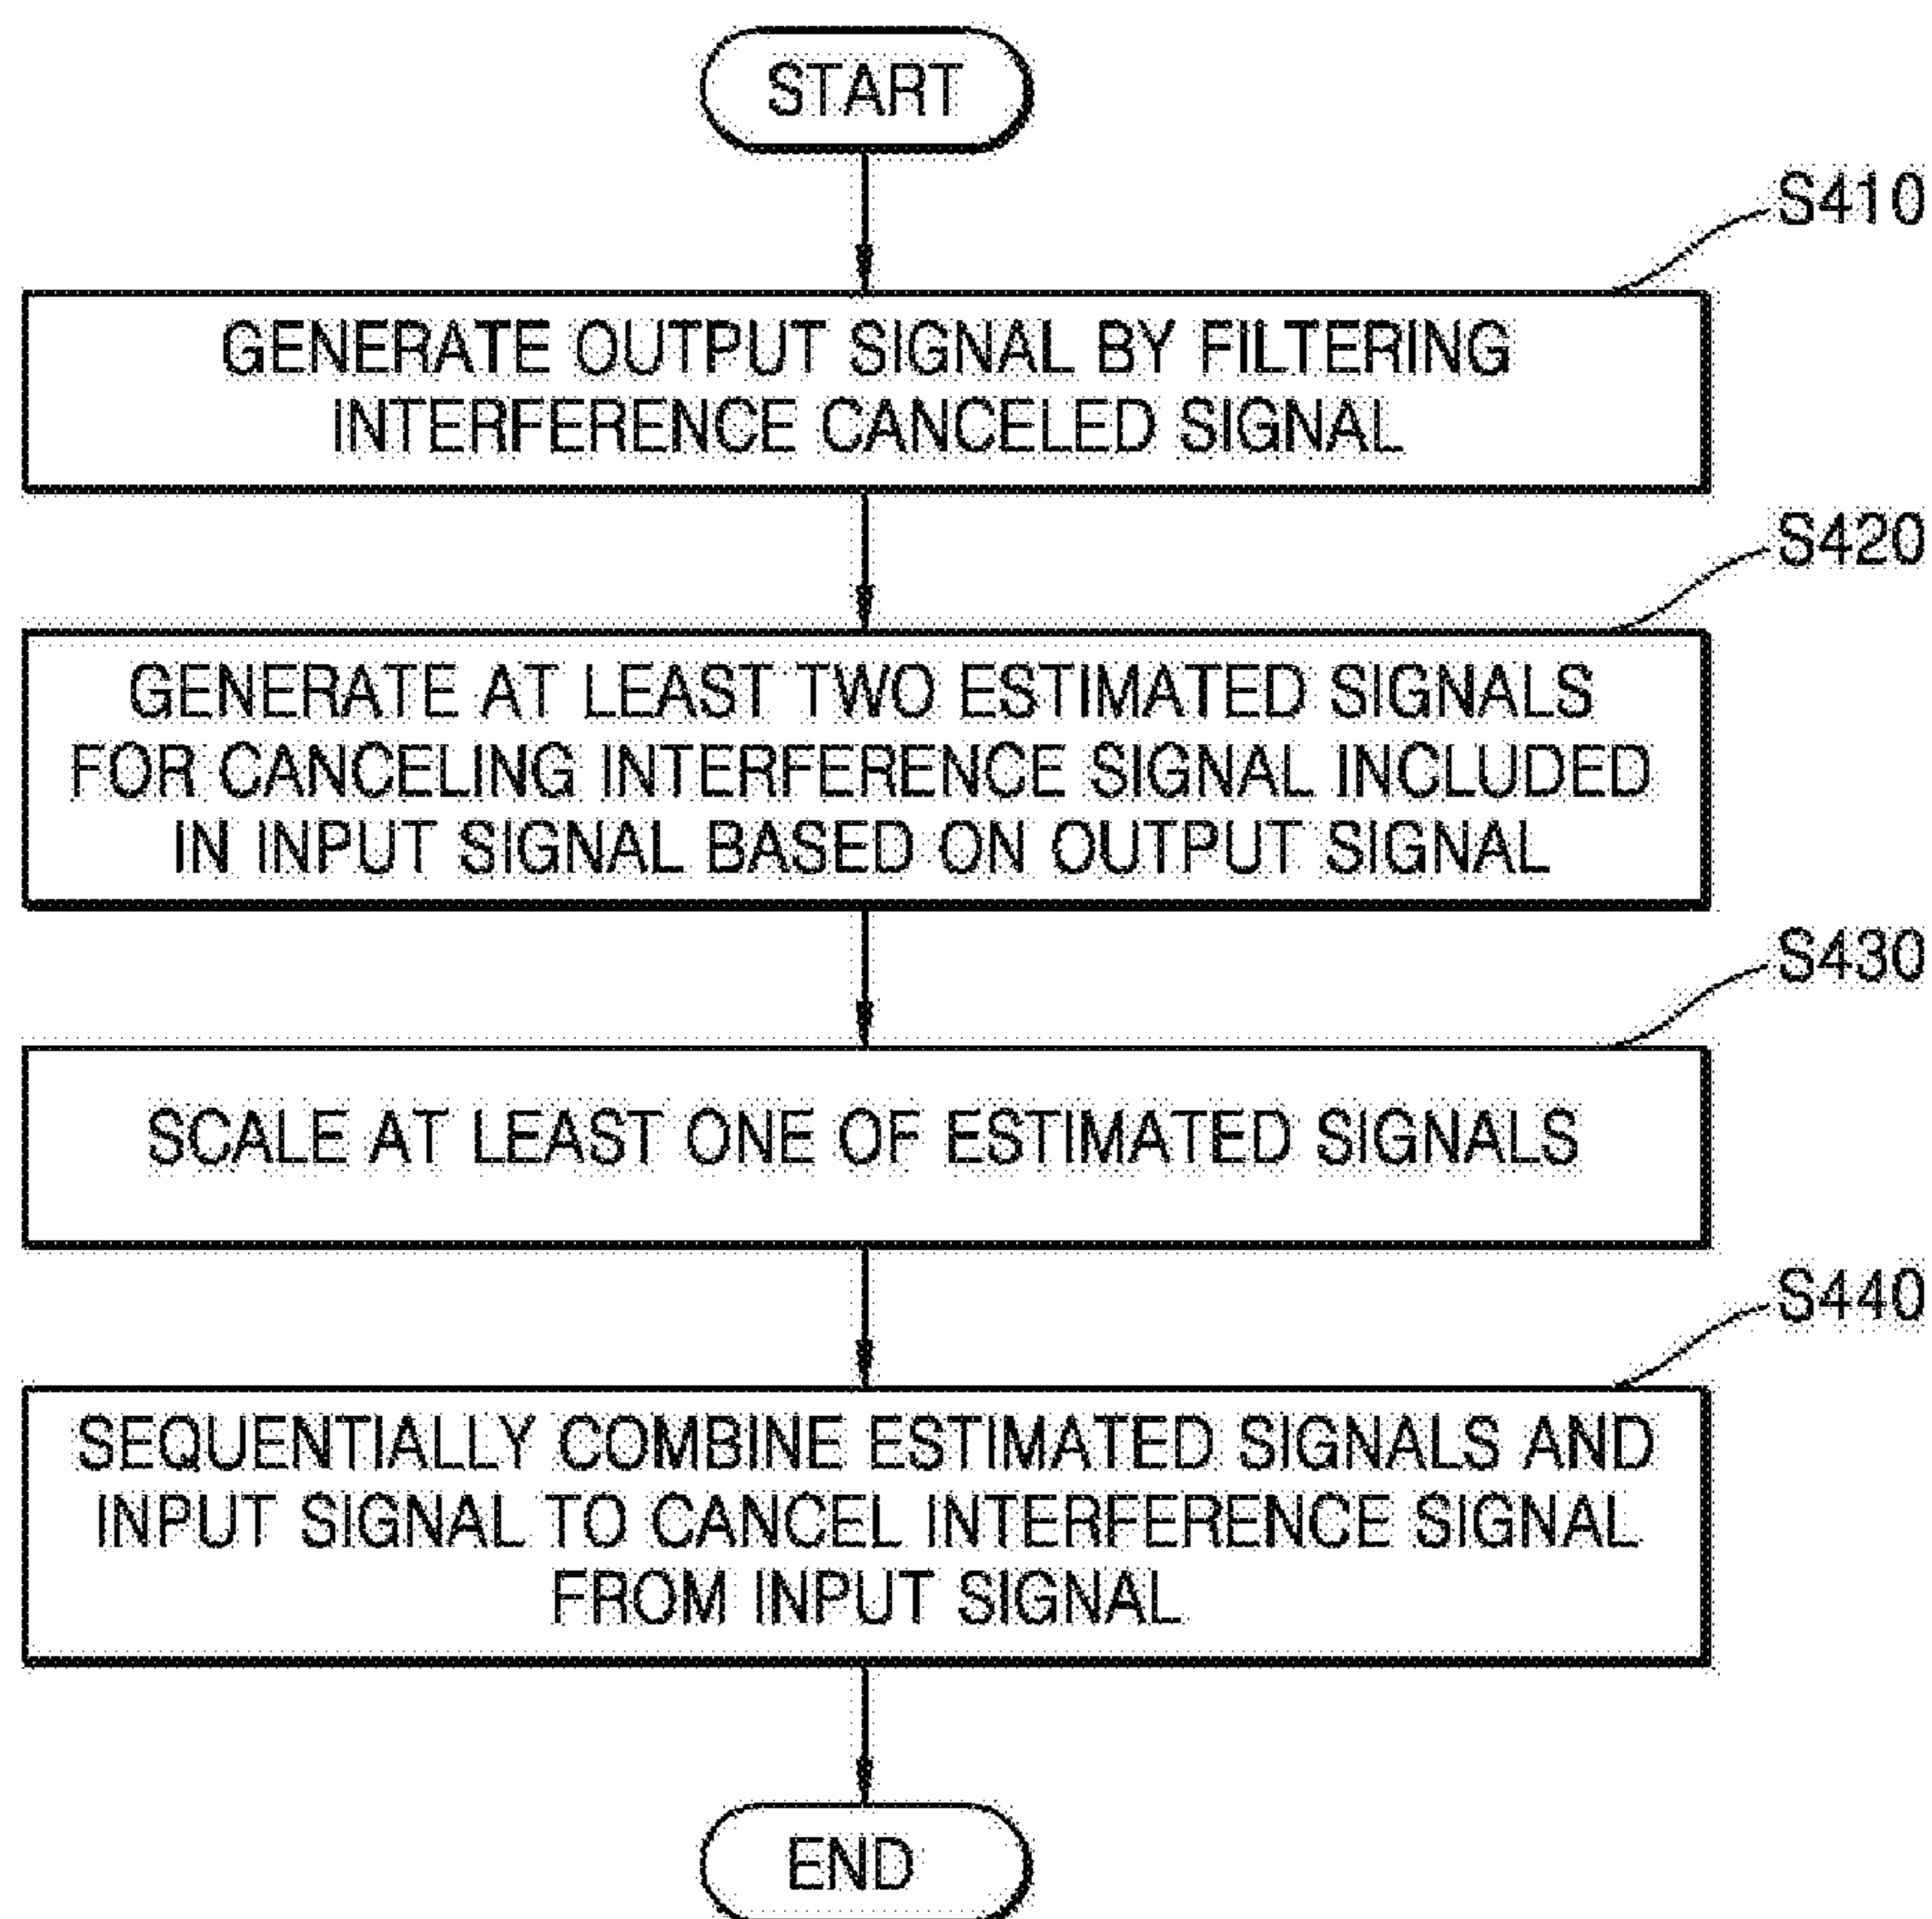 START
S410
GENERATE OUTPUT SIGNAL BY FILTERING
INTERFERENCE CANCELED SIGNAL
S420
GENERATE AT LEAST TWO ESTIMATED SIGNALS
FOR CANCELING INTERFERENCE SIGNAL INCLUDED
IN INPUT SIGNAL BASED ON OUTPUT SIGNAL
S430
SCALE AT LEAST ONE OF ESTIMATED SIGNALS
S440
SEQUENTIALLY COMBINE ESTIMATED SIGNALS AND
INPUT SIGNAL TO CANCEL INTERFERENCE SIGNAL
FROM INPUT SIGNAL
END